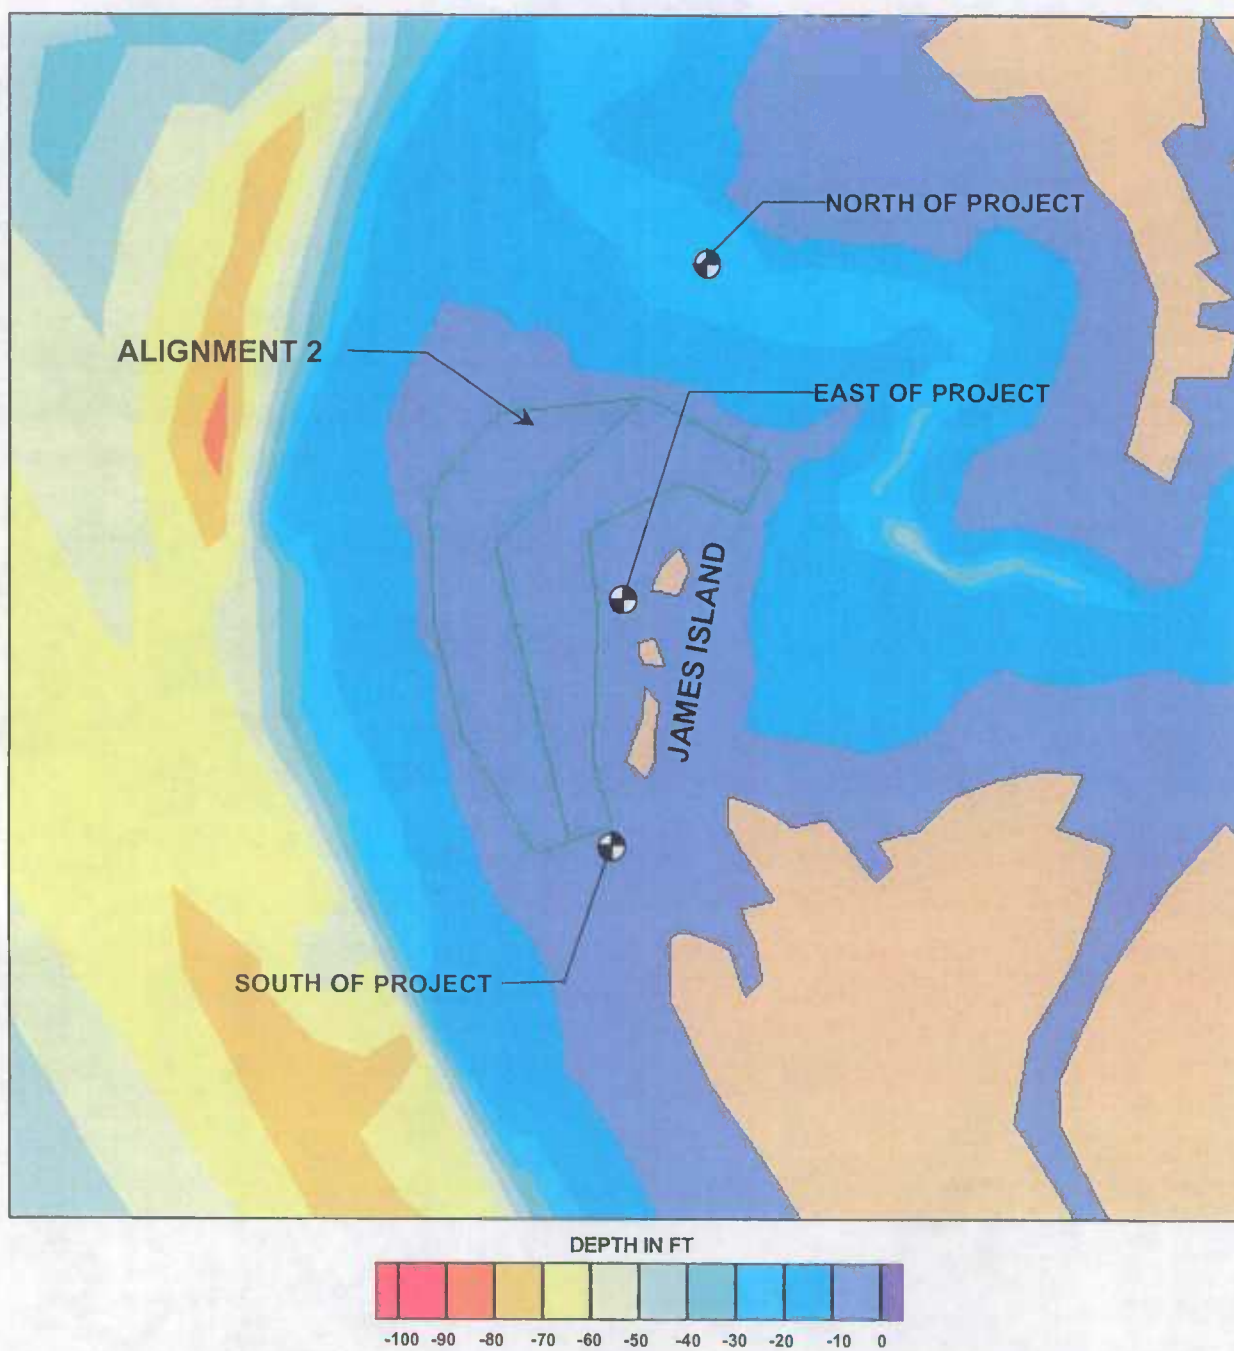 NORTH OF PROJECT
ALIGNMENT 2
EAST OF PROJECT
JAMES ISLAND
SOUTH OF PROJECT
DEPTH IN FT
-100 -90 -80 -70 -60 -50 -40 -30 -20 -10 0